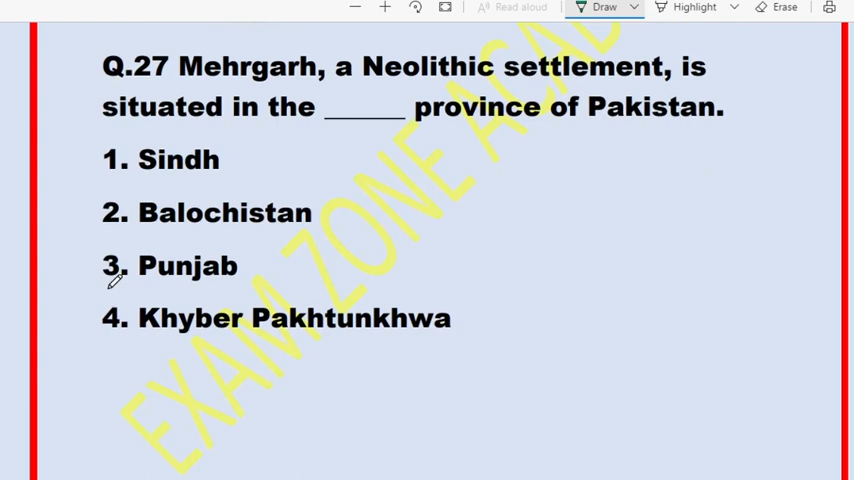 Read aloud
Draw
Highlight
Erase
Q.27 Mehrgarh, a Neolithic settlement, is
situated in the ______ province of Pakistan.
1. Sindh
2. Balochistan
3. Punjab
4. Khyber Pakhtunkhwa
EXAM ZONE ACAD